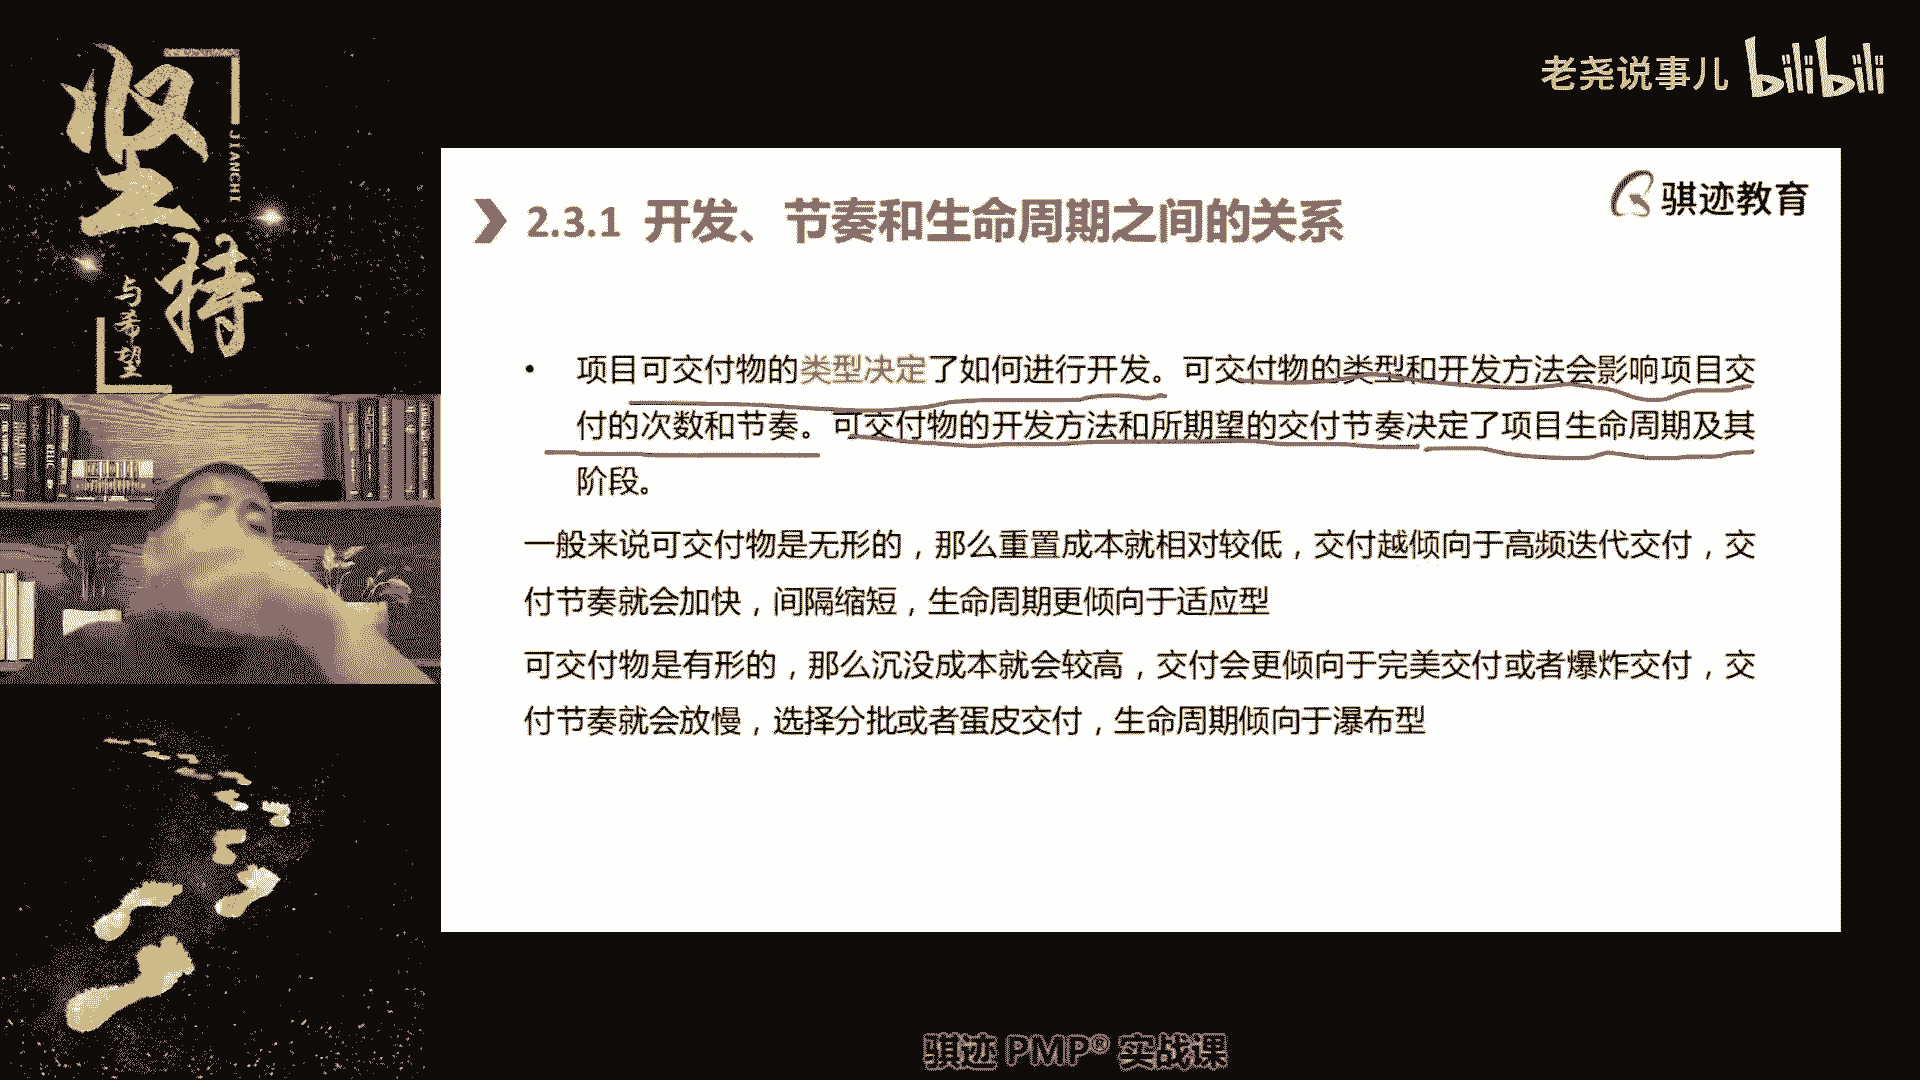 坚持
JIANCHI
与希望
老尧说事儿 bilibili
骐迹教育
2.3.1 开发、节奏和生命周期之间的关系
• 项目可交付物的类型决定了如何进行开发。可交付物的类型和开发方法会影响项目交
付的次数和节奏。可交付物的开发方法和所期望的交付节奏决定了项目生命周期及其
阶段。
一般来说可交付物是无形的，那么重置成本就相对较低，交付越倾向于高频迭代交付，交
付节奏就会加快，间隔缩短，生命周期更倾向于适应型
可交付物是有形的，那么沉没成本就会较高，交付会更倾向于完美交付或者爆炸交付，交
付节奏就会放慢，选择分批或者蛋皮交付，生命周期倾向于瀑布型
骐迹 PMP® 实战课